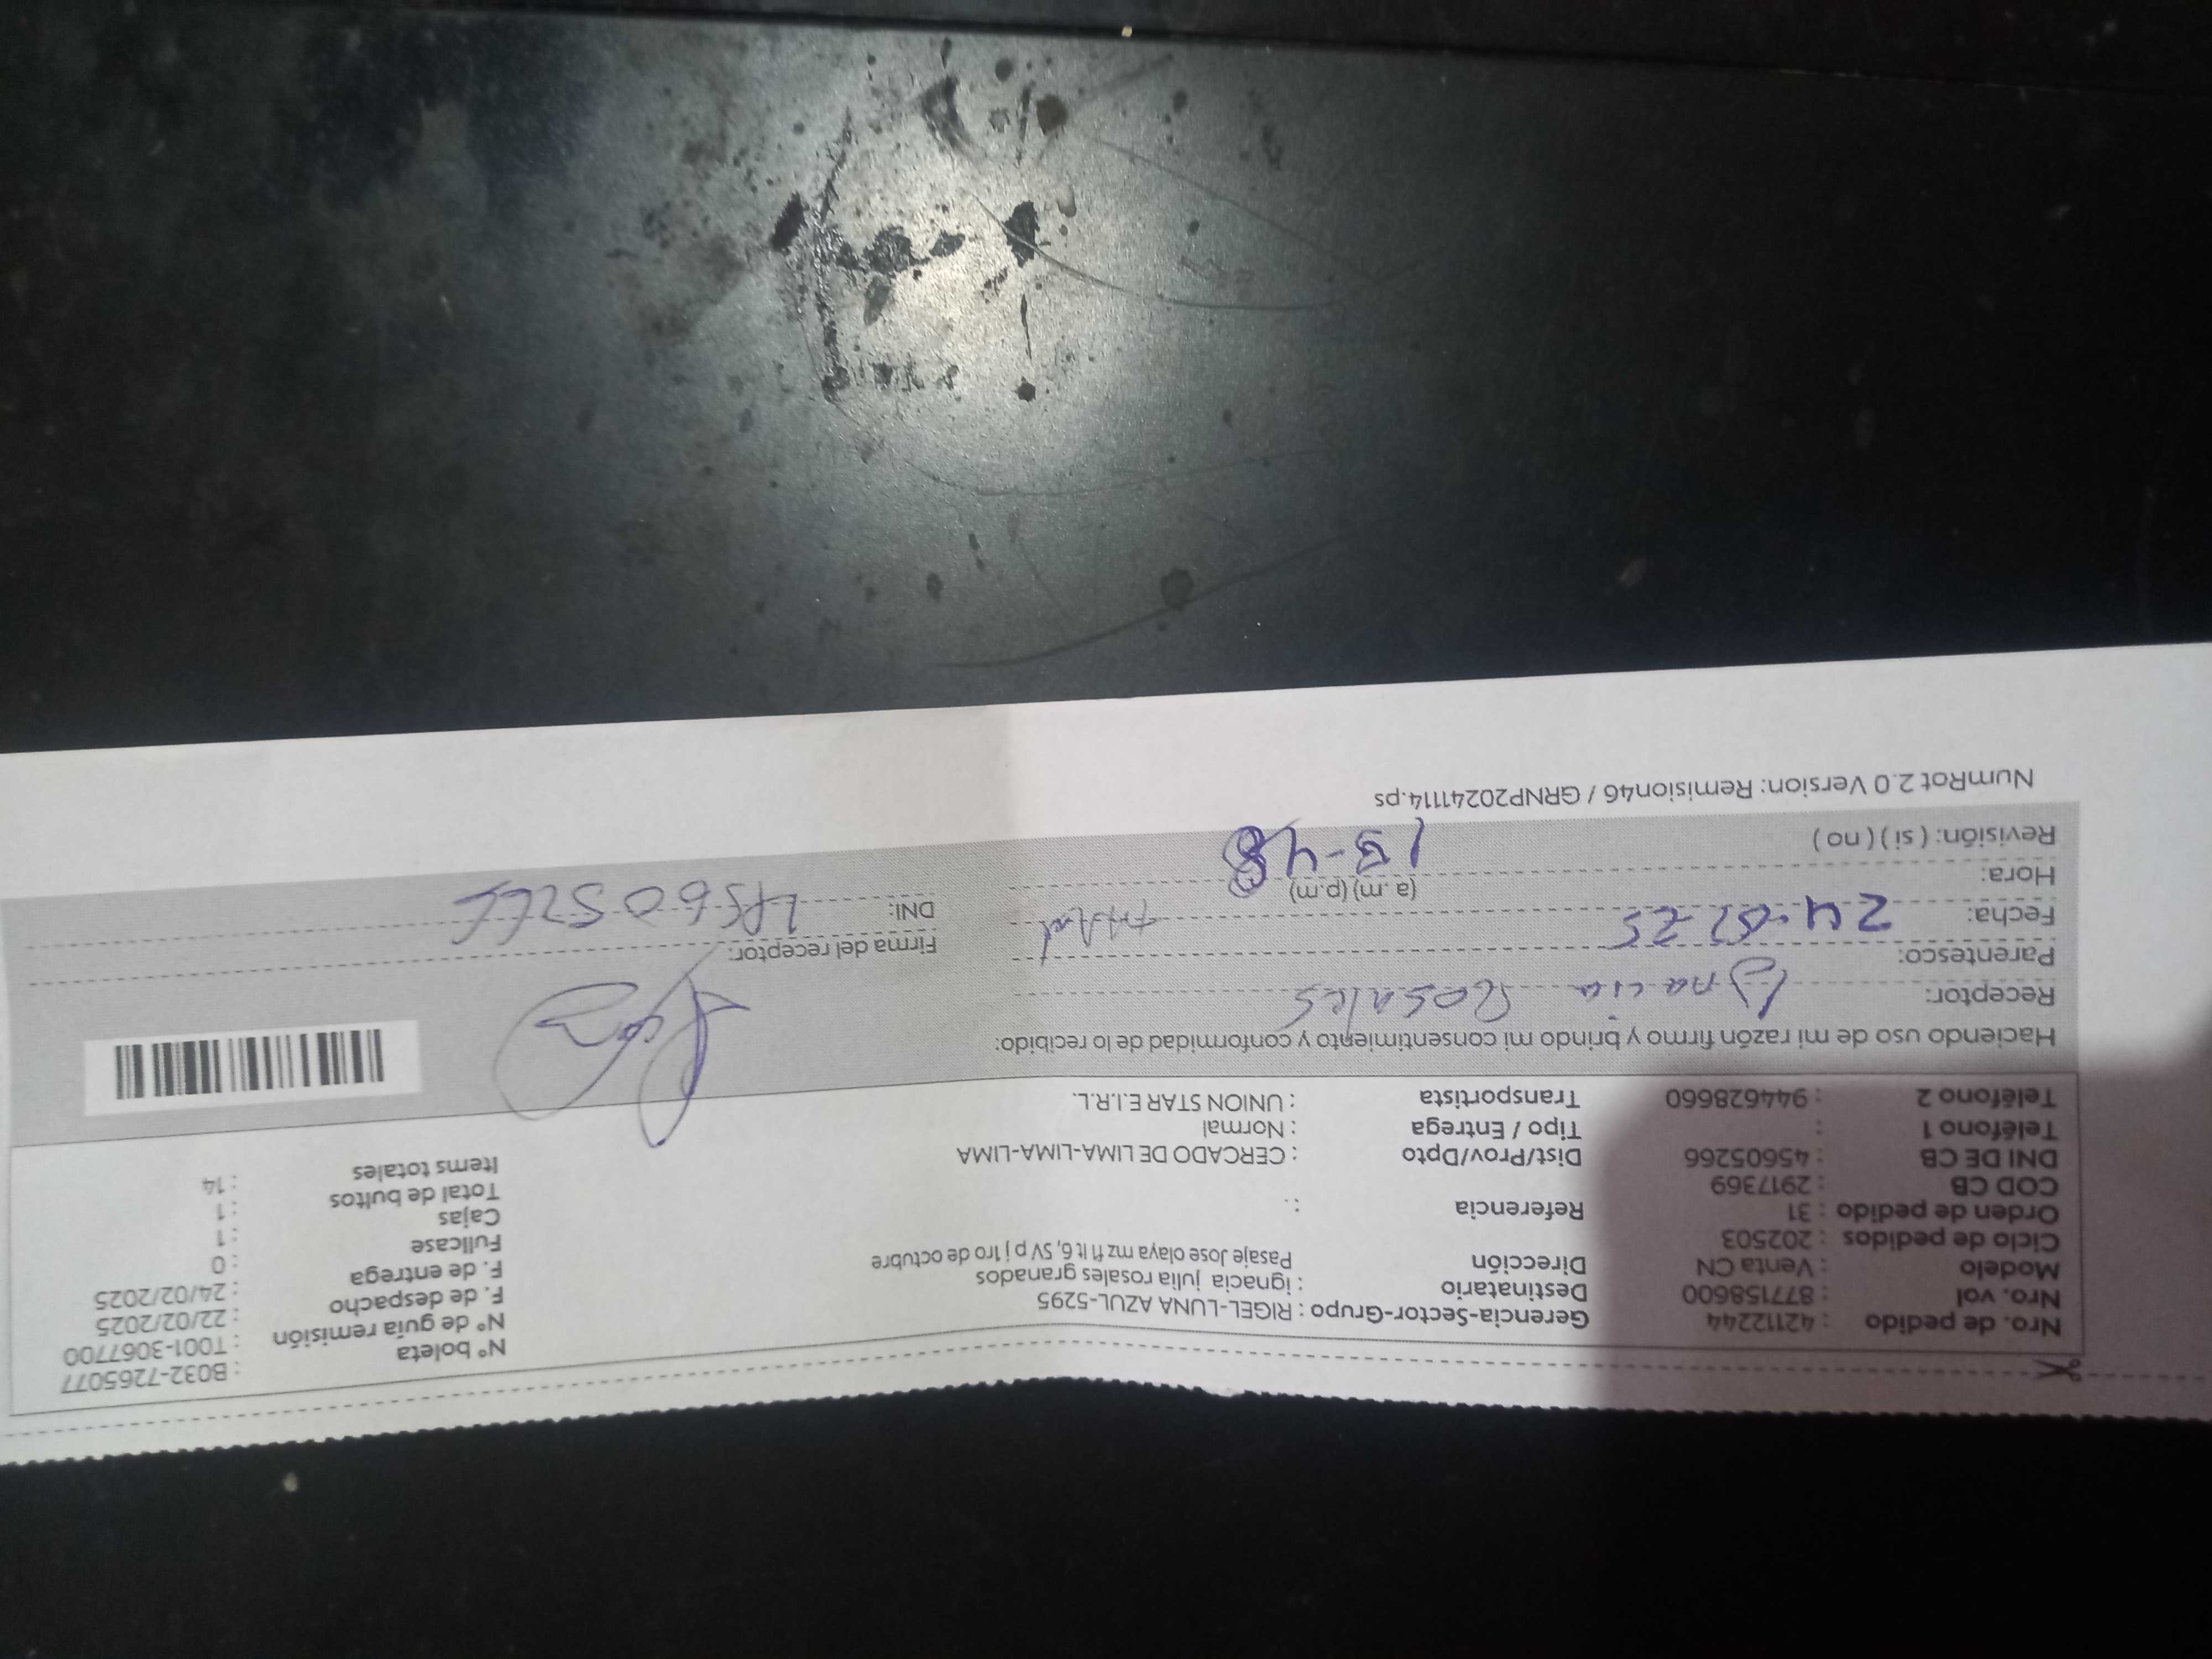 Nro. de pedido : 42112244 Gerencia-Sector-Grupo : RIGEL-LUNA AZUL-5295 N° boleta : B032-7265077
Nro. vol : 877158600 Destinatario : ignacia julia rosales granados N° de guía remisión : T001-3067700
Modelo : Venta CN Dirección Pasaje Jose olaya mz f1 lt 6, SV p j 1ro de octubre F. de despacho : 22/02/2025
Ciclo de pedidos : 202503 F. de entrega : 24/02/2025
Orden de pedido : 31 Referencia : . Fullcase : 0
COD CB : 2917369 Cajas : 1
DNI DE CB : 45605266 Dist/Prov/Dpto : CERCADO DE LIMA-LIMA-LIMA Total de bultos : 1
Teléfono 1 : Tipo / Entrega : Normal Items totales : 14
Teléfono 2 : 944628660 Transportista : UNION STAR E.I.R.L.
Haciendo uso de mi razón firmo y brindo mi consentimiento y conformidad de lo recibido:
Receptor: Ignacia Rosales
Parentesco: Firma del receptor:
Fecha: 24-02-25 DNI: 45605266
Hora: (a.m) (p.m) 13-48
Revisión: ( si ) ( no )
NumRot 2.0 Version: Remision46 / GRNP20241114.ps